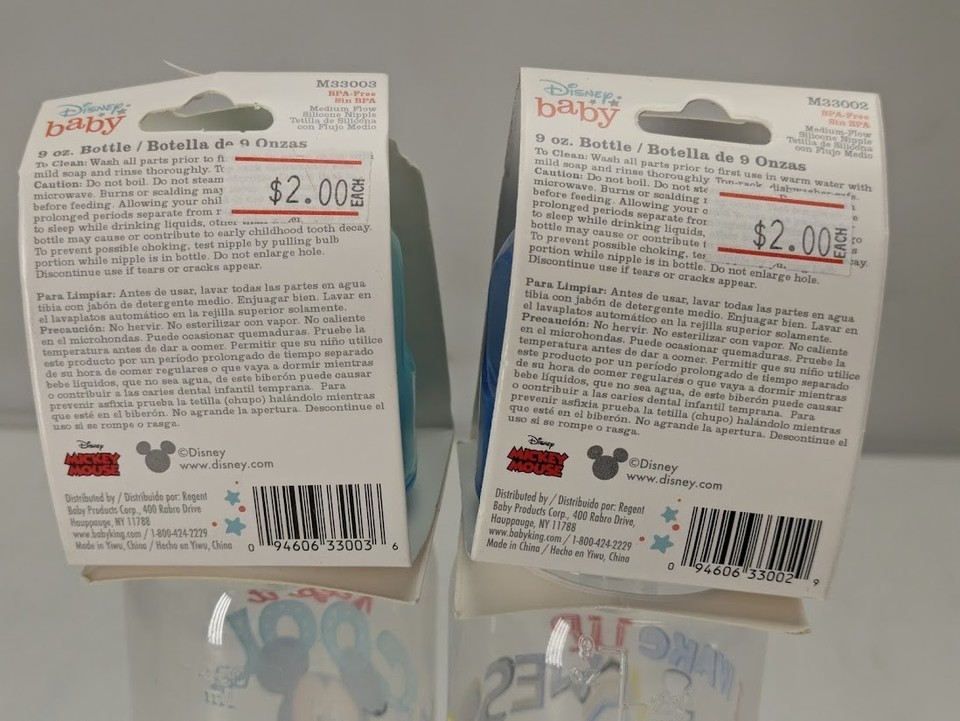 Disney
baby
M33003
BPA-Free
Sin BPA
Medium Flow
Silicone Nipple
Tetilla de Silicona
con Flujo Medio
9 oz. Bottle / Botella de 9 Onzas
To Clean: Wash all parts prior to
mild soap and rinse thoroughly.
Caution: Do not boil. Do not steam
microwave. Burns or scalding may
before feeding. Allowing your
prolonged periods separate from
to sleep while drinking liquids,
bottle may cause or contribute to early childhood tooth decay.
To prevent possible choking, test nipple by pulling bulb
portion while nipple is in bottle. Do not enlarge hole.
Discontinue use if tears or cracks appear.
$2.00
EACH
Para Limpiar: Antes de usar, lavar todas las partes en agua
tibia con jabón de detergente medio. Enjuagar bien. Lavar en
el lavaplatos automático en la rejilla superior solamente.
Precaución: No hervir. No esterilizar con vapor. No caliente
en el microhondas. Puede ocasionar quemaduras. Pruebe la
temperatura antes de dar a comer. Permitir que su niño utilice
este producto por un período prolongado de tiempo separado
de su hora de comer regulares o que vaya a dormir mientras
bebe líquidos, que no sea agua, de este biberón puede causar
o contribuir a las caries dental infantil temprana. Para
prevenir asfixia prueba la tetilla (chupo) halándolo mientras
que esté en el biberón. No agrande la apertura. Descontinue el
uso si se rompe o rasga.
Disney
MICKEY
MOUSE
©Disney
www.disney.com
Distributed by / Distribuido por: Regent
Baby Products Corp., 400 Rabro Drive
Hauppauge, NY 11788
www.babyking.com / 1-800-424-2229
Made in Yiwu, China / Hecho en Yiwu, China
0 94606 33003 6
Disney
baby
M33002
BPA-Free
Sin BPA
Medium-Flow
Silicone Nipple
Tetilla de Silicona
con Flujo Medio
9 oz. Bottle / Botella de 9 Onzas
To Clean: Wash all parts prior to first use in warm water with
mild soap and rinse thoroughly. Top-rack dishwasher safe.
Caution: Do not boil. Do not
microwave. Burns or scalding
before feeding. Allowing your
prolonged periods separate from
to sleep while drinking liquids,
bottle may cause or contribute
To prevent possible choking, test,
portion while nipple is in bottle. Do not enlarge hole.
Discontinue use if tears or cracks appear.
$2.00
EACH
Para Limpiar: Antes de usar, lavar todas las partes en agua
tibia con jabón de detergente medio. Enjuagar bien. Lavar en
el lavaplatos automático en la rejilla superior solamente.
Precaución: No hervir. No esterilizar con vapor. No caliente
en el microhondas. Puede ocasionar quemaduras. Pruebe la
temperatura antes de dar a comer. Permitir que su niño utilice
este producto por un período prolongado de tiempo separado
de su hora de comer regulares o que vaya a dormir mientras
bebe líquidos, que no sea agua, de este biberón puede causar
o contribuir a las caries dental infantil temprana. Para
prevenir asfixia prueba la tetilla (chupo) halándolo mientras
que esté en el biberón. No agrande la apertura. Descontinue el
uso si se rompe o rasga.
Disney
MICKEY
MOUSE
©Disney
www.disney.com
Distributed by / Distribuido por: Regent
Baby Products Corp., 400 Rabro Drive,
Hauppauge, NY 11788
www.babyking.com / 1-800-424-2229
Made in China / Hecho en Yiwu, China
0 94606 33002 9